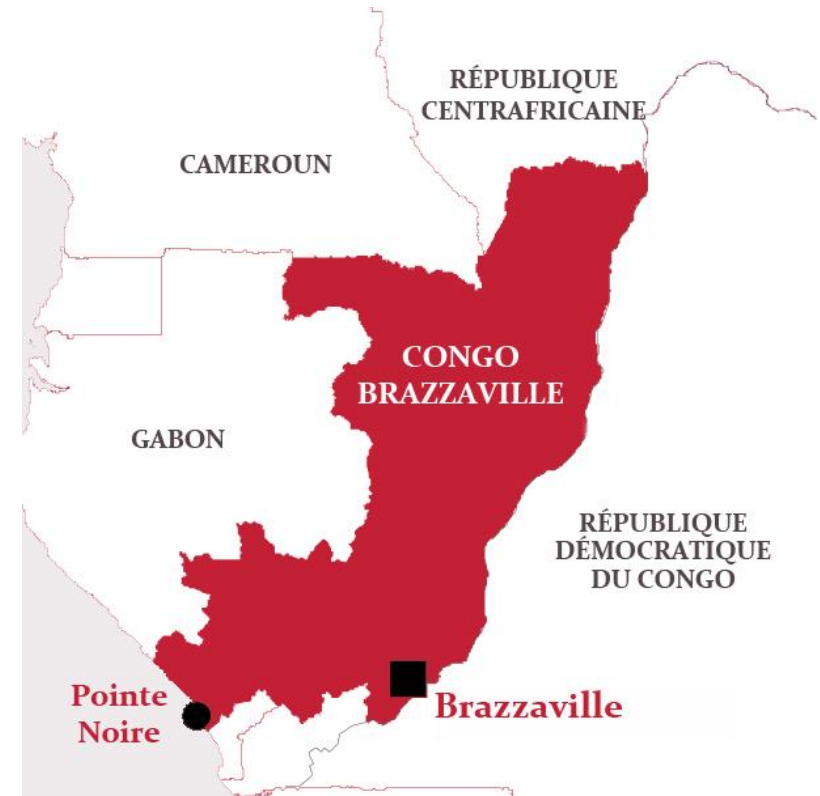 RÉPUBLIQUE
CENTRAFRICAINE
CAMEROUN
CONGO
BRAZZAVILLE
GABON
RÉPUBLIQUE
DÉMOCRATIQUE
DU CONGO
Pointe
Noire
Brazzaville